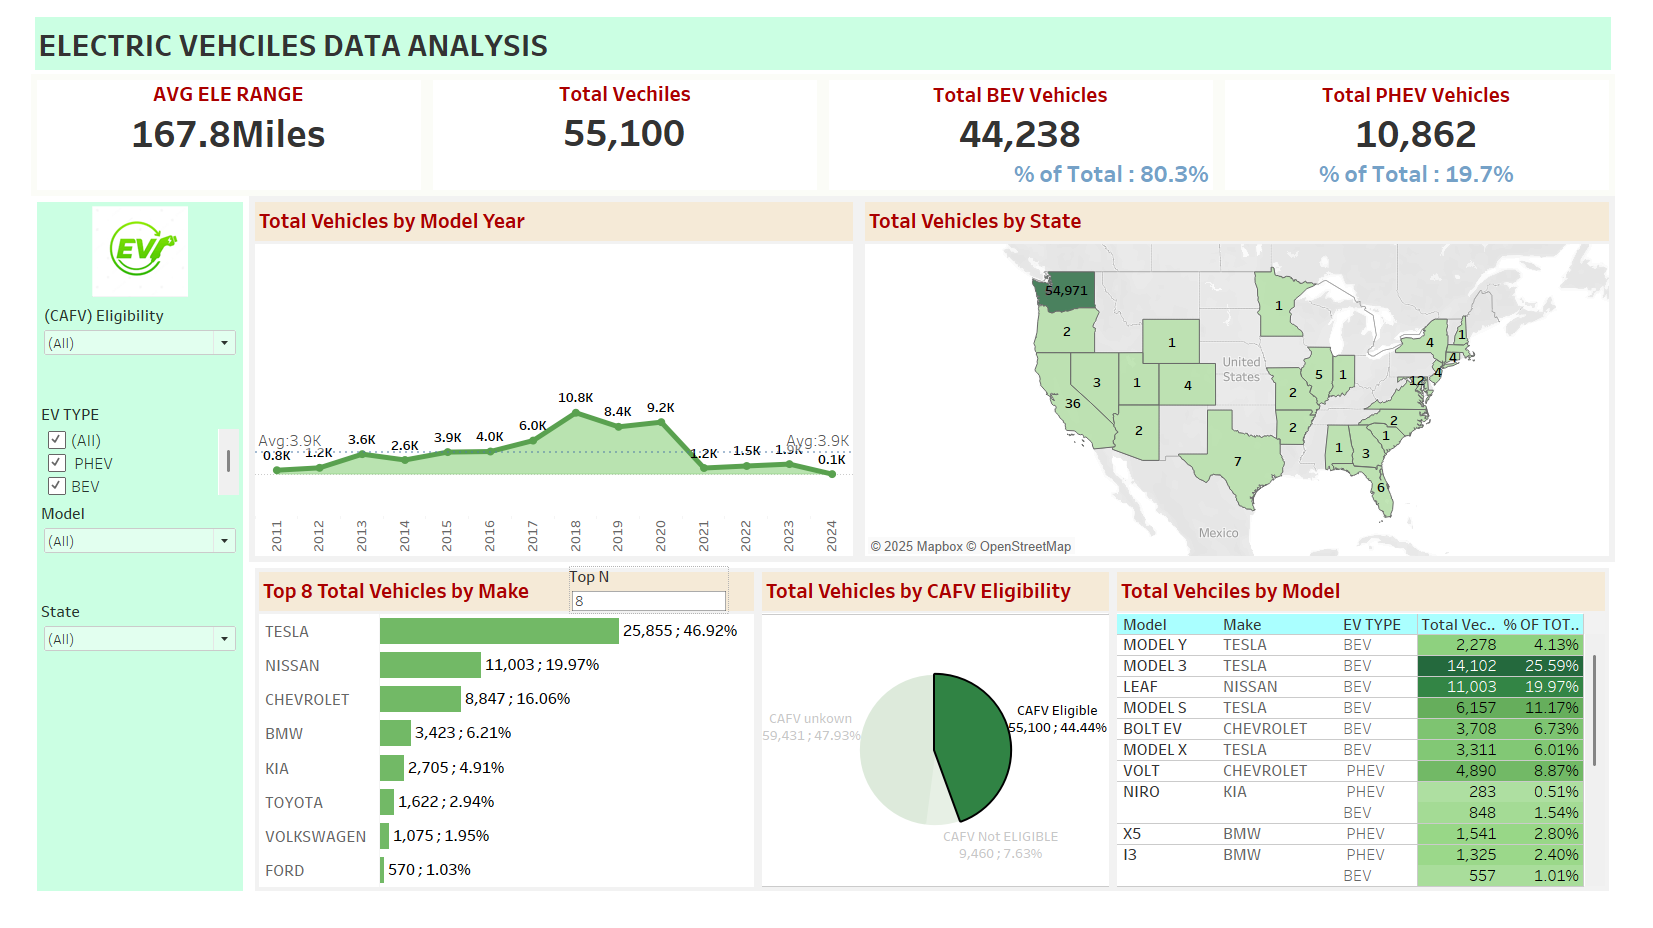 ELECTRIC VEHCILES DATA ANALYSIS
AVG ELE RANGE
167.8Miles
Total Vechiles
55,100
Total BEV Vehicles
44,238
% of Total : 80.3%
Total PHEV Vehicles
10,862
% of Total : 19.7%
EV
(CAFV) Eligibility
(All)
EV TYPE
(All)
PHEV
BEV
Model
(All)
State
(All)
Total Vehicles by Model Year
10.8K
9.2K
8.4K
6.0K
3.6K
2.6K
3.9K
4.0K
Avg:3.9K
Avg:3.9K
0.8K
1.2K
1.2K
1.5K
1.9K
0.1K
2011
2012
2013
2014
2015
2016
2017
2018
2019
2020
2021
2022
2023
2024
Total Vehicles by State
54,971
1
2
1
4
1
4
3
1
4
United
States
5
1
12
4
36
2
2
2
2
1
1
3
7
6
Mexico
© 2025 Mapbox © OpenStreetMap
Top 8 Total Vehicles by Make
Top N
8
TESLA 25,855 ; 46.92%
NISSAN 11,003 ; 19.97%
CHEVROLET 8,847 ; 16.06%
BMW 3,423 ; 6.21%
KIA 2,705 ; 4.91%
TOYOTA 1,622 ; 2.94%
VOLKSWAGEN 1,075 ; 1.95%
FORD 570 ; 1.03%
Total Vehicles by CAFV Eligibility
CAFV Eligible
55,100 ; 44.44%
CAFV unkown
59,431 ; 47.93%
CAFV Not ELIGIBLE
9,460 ; 7.63%
Total Vehciles by Model
Model Make EV TYPE Total Vec.. % OF TOT..
MODEL Y TESLA BEV 2,278 4.13%
MODEL 3 TESLA BEV 14,102 25.59%
LEAF NISSAN BEV 11,003 19.97%
MODEL S TESLA BEV 6,157 11.17%
BOLT EV CHEVROLET BEV 3,708 6.73%
MODEL X TESLA BEV 3,311 6.01%
VOLT CHEVROLET PHEV 4,890 8.87%
NIRO KIA PHEV 283 0.51%
BEV 848 1.54%
X5 BMW PHEV 1,541 2.80%
I3 BMW PHEV 1,325 2.40%
BEV 557 1.01%